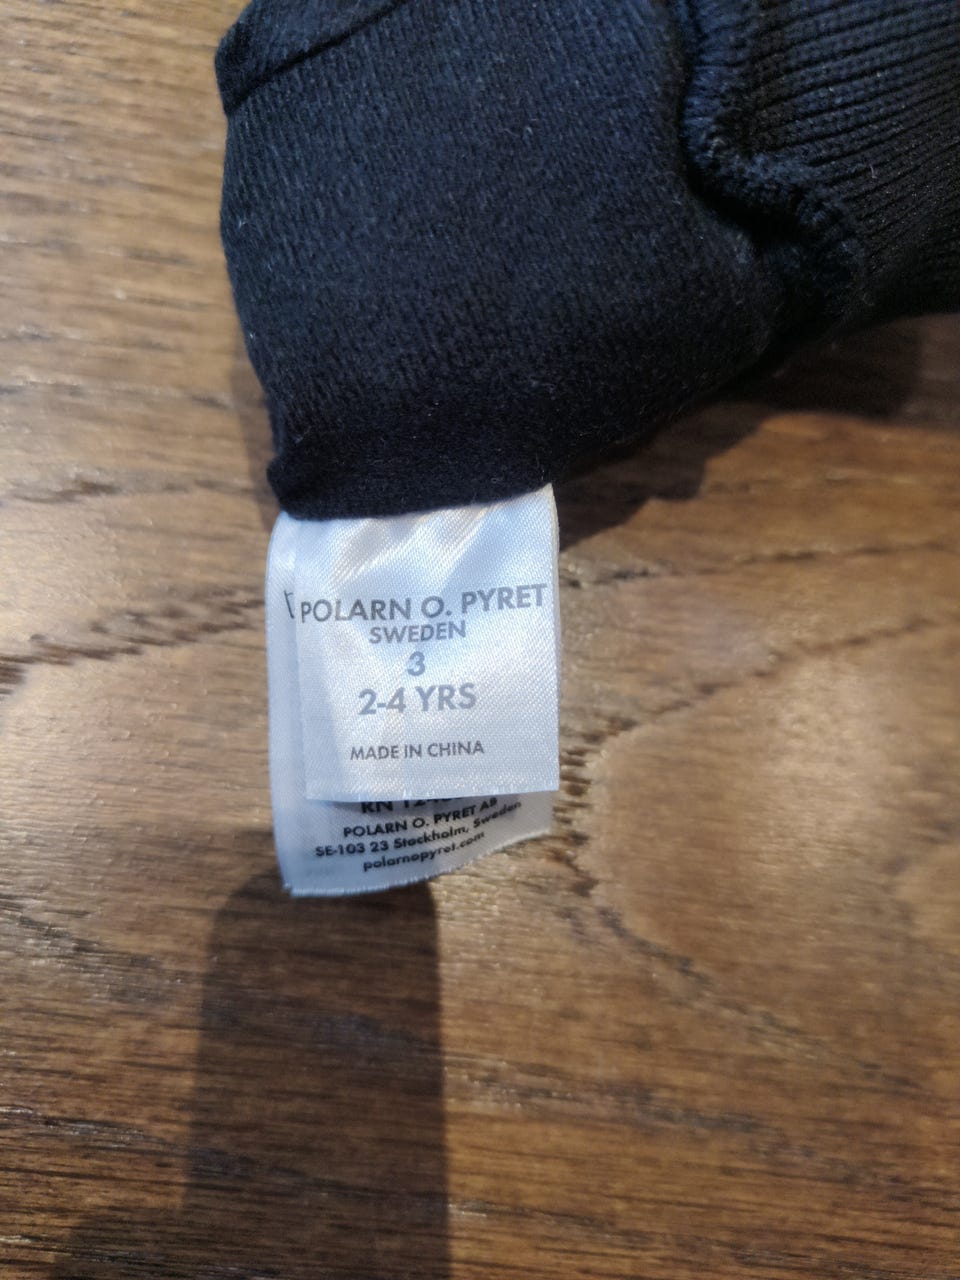 POLARN O. PYRET
SWEDEN
3
2-4 YRS
MADE IN CHINA
RN
POLARN O. PYRET AB
SE-103 23 Stockholm, Sweden
polarnopyret.com